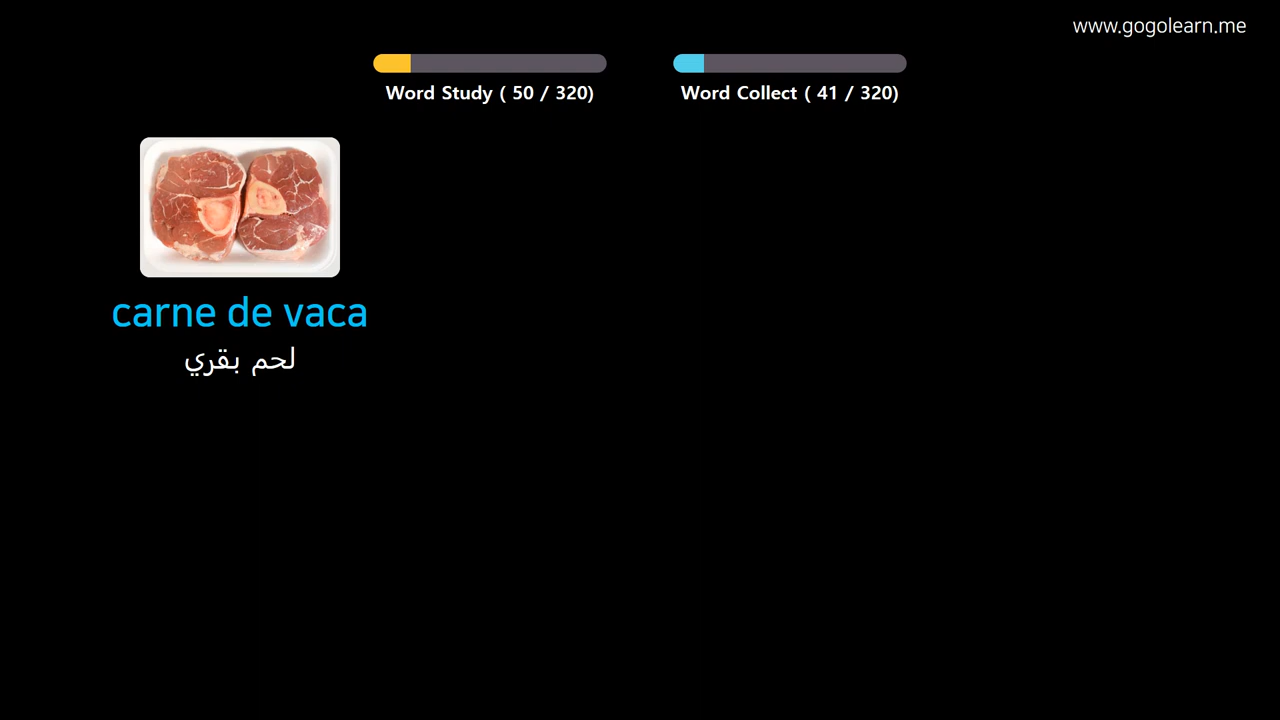 www.gogolearn.me
Word Study ( 50 / 320)
Word Collect ( 41 / 320)
carne de vaca
لحم بقري